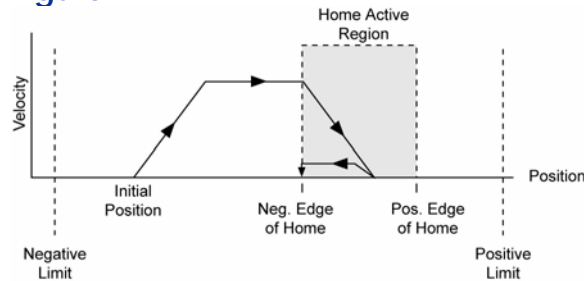 Home Active
Region
Velocity
Position
Initial
Position
Neg. Edge
of Home
Pos. Edge
of Home
Negative
Limit
Positive
Limit